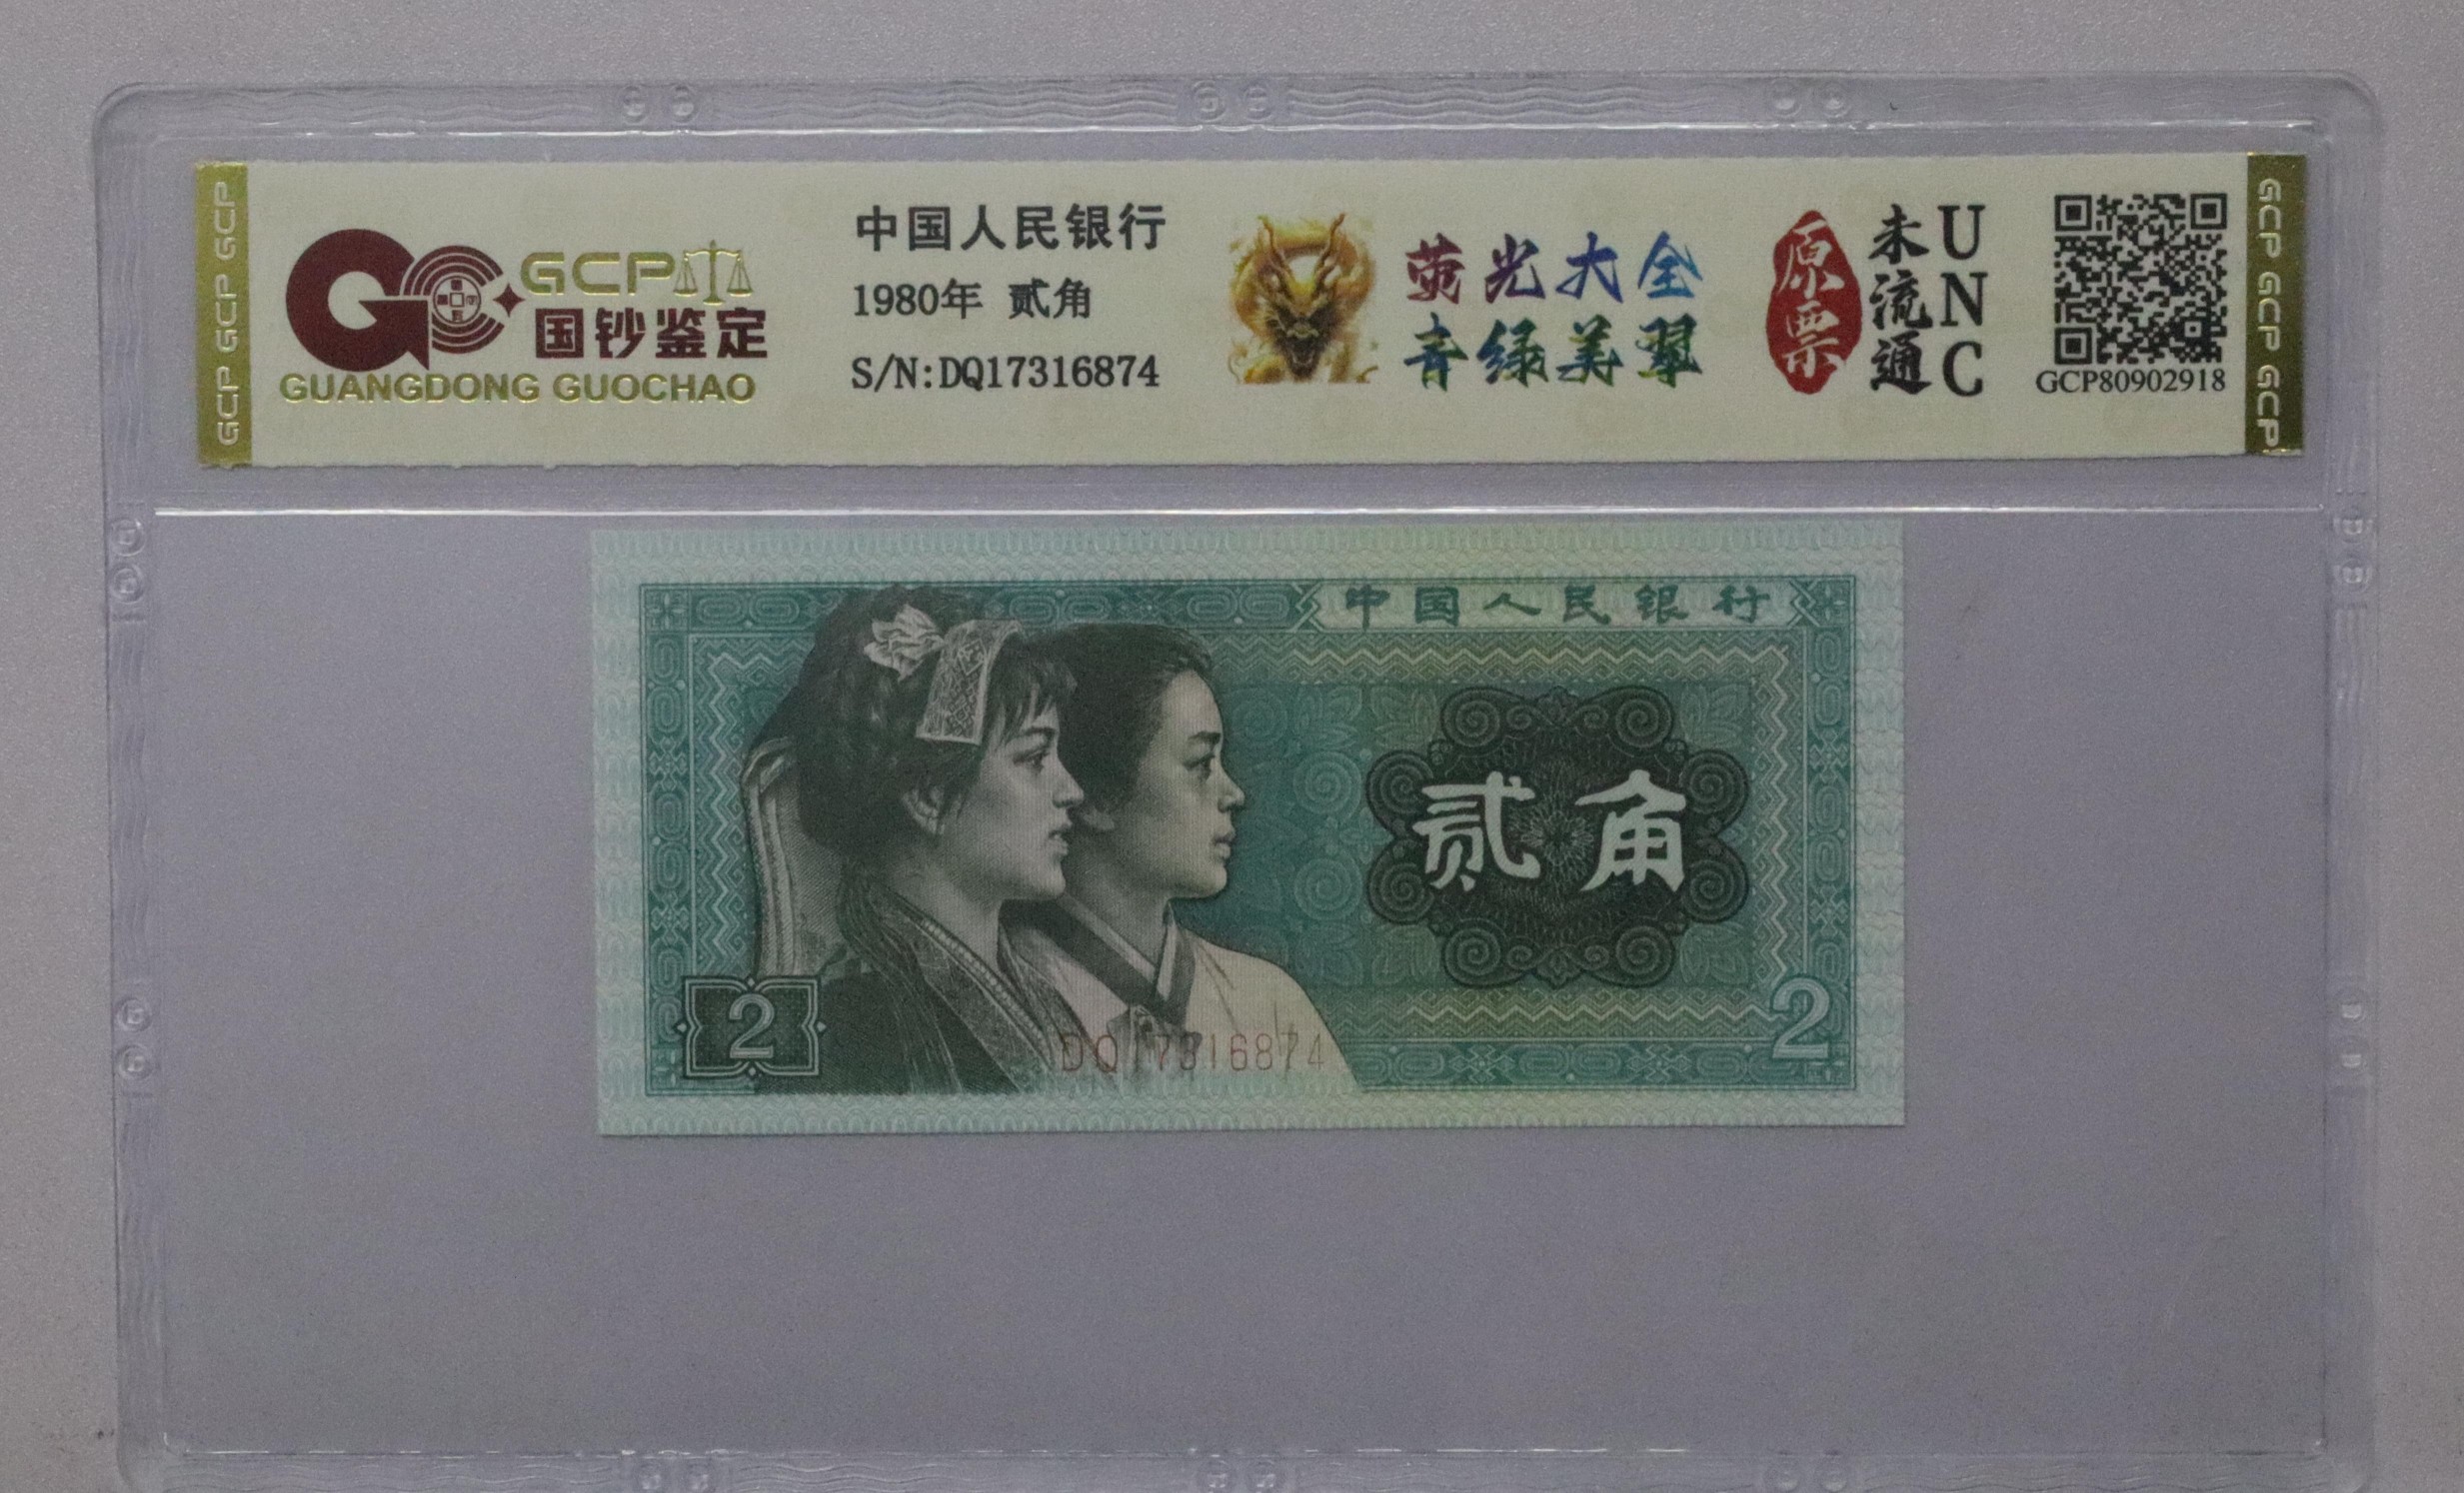 GCP GCP GCP
GCP
国钞鉴定
GUANGDONG GUOCHAO
中国人民银行
1980年 贰角
S/N:DQ17316874
荧光大全
青绿美翠
原票
未流通
UNC
GCP80902918
GCP GCP GCP
中国人民银行
贰角
2
2
DQ17316874